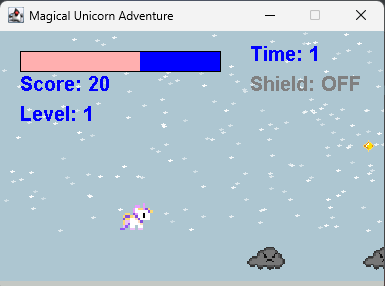 Magical Unicorn Adventure
Time: 1
Score: 20
Shield: OFF
Level: 1